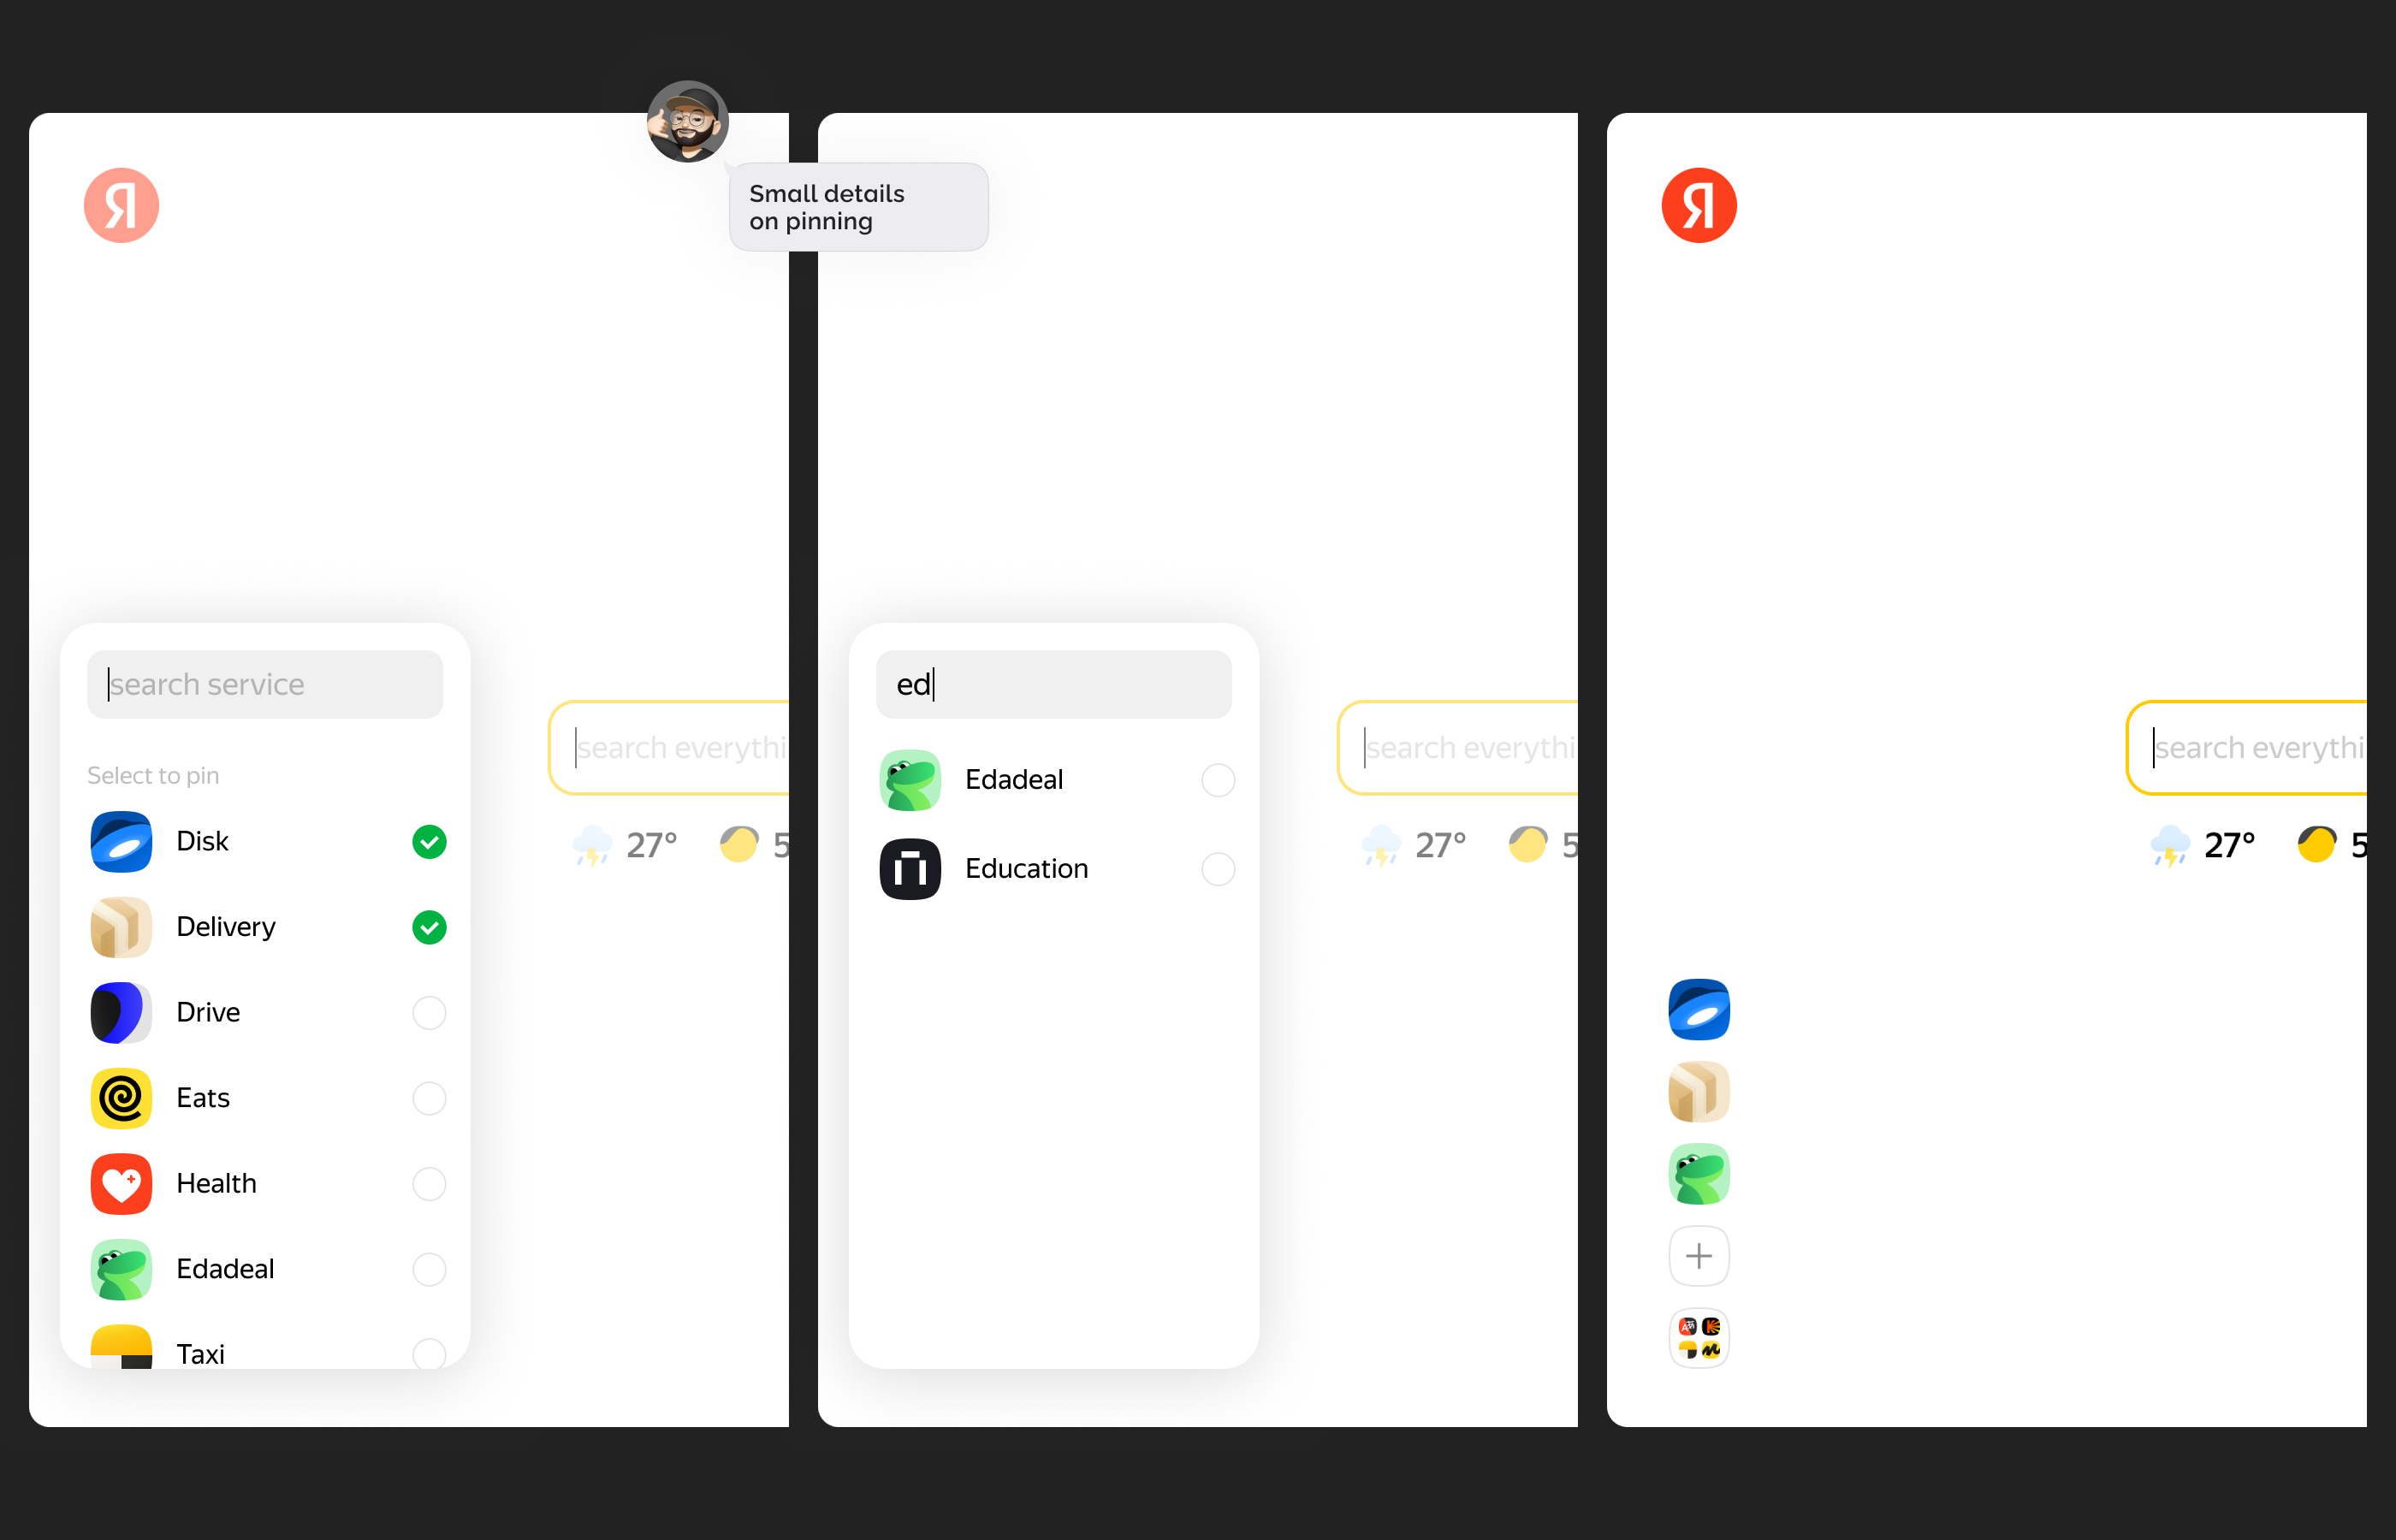 Я
Small details
on pinning
search service
Select to pin
Disk
Delivery
Drive
Eats
Health
Edadeal
Taxi
search everythi
27°
5
ed
Edadeal
Education
search everythi
27°
5
Я
search everythi
27°
5